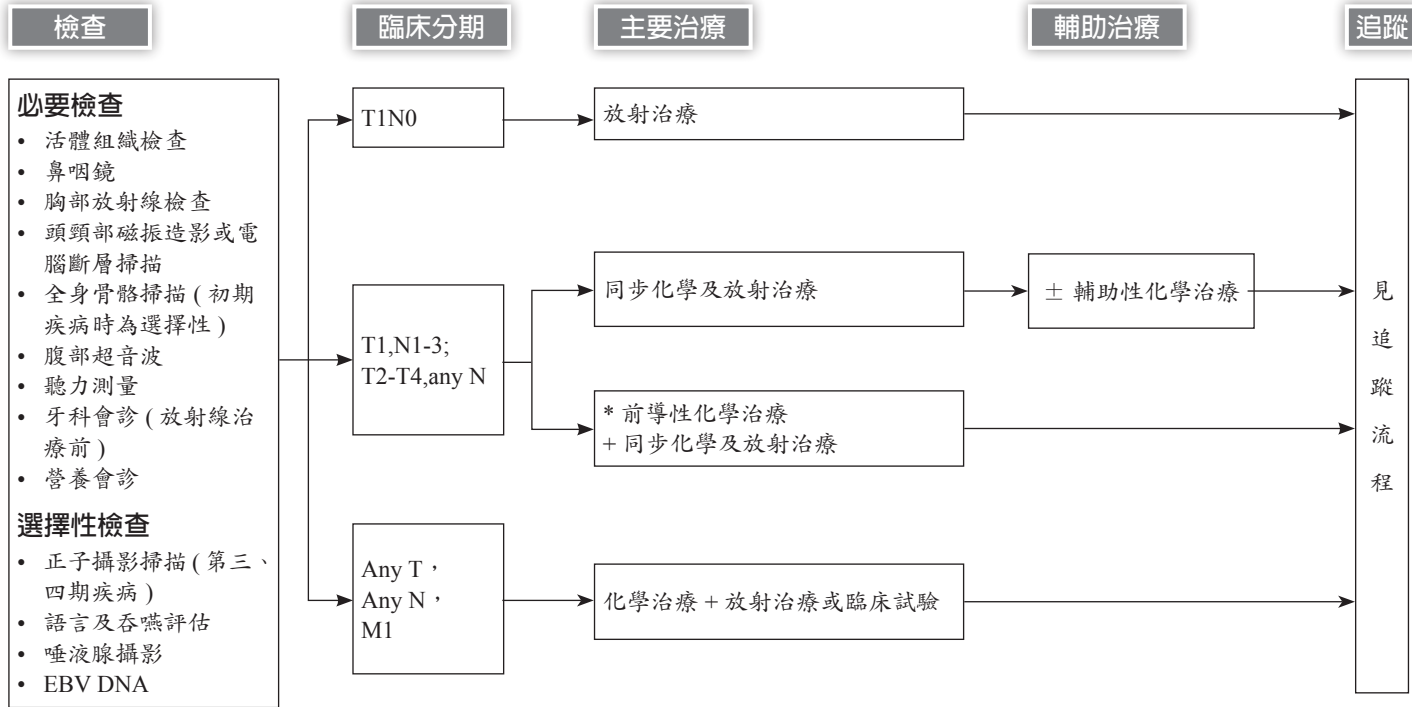 檢查
臨床分期
主要治療
輔助治療
追蹤
必要檢查
• 活體組織檢查
• 鼻咽鏡
• 胸部放射線檢查
• 頭頸部磁振造影或電
腦斷層掃描
• 全身骨骼掃描 ( 初期
疾病時為選擇性 )
• 腹部超音波
• 聽力測量
• 牙科會診 ( 放射線治
療前 )
• 營養會診
選擇性檢查
• 正子攝影掃描 ( 第三、
四期疾病 )
• 語言及吞嚥評估
• 唾液腺攝影
• EBV DNA
T1N0
放射治療
T1,N1-3;
T2-T4,any N
同步化學及放射治療
± 輔助性化學治療
* 前導性化學治療
+ 同步化學及放射治療
Any T，
Any N，
M1
化學治療 + 放射治療或臨床試驗
見
追
蹤
流
程